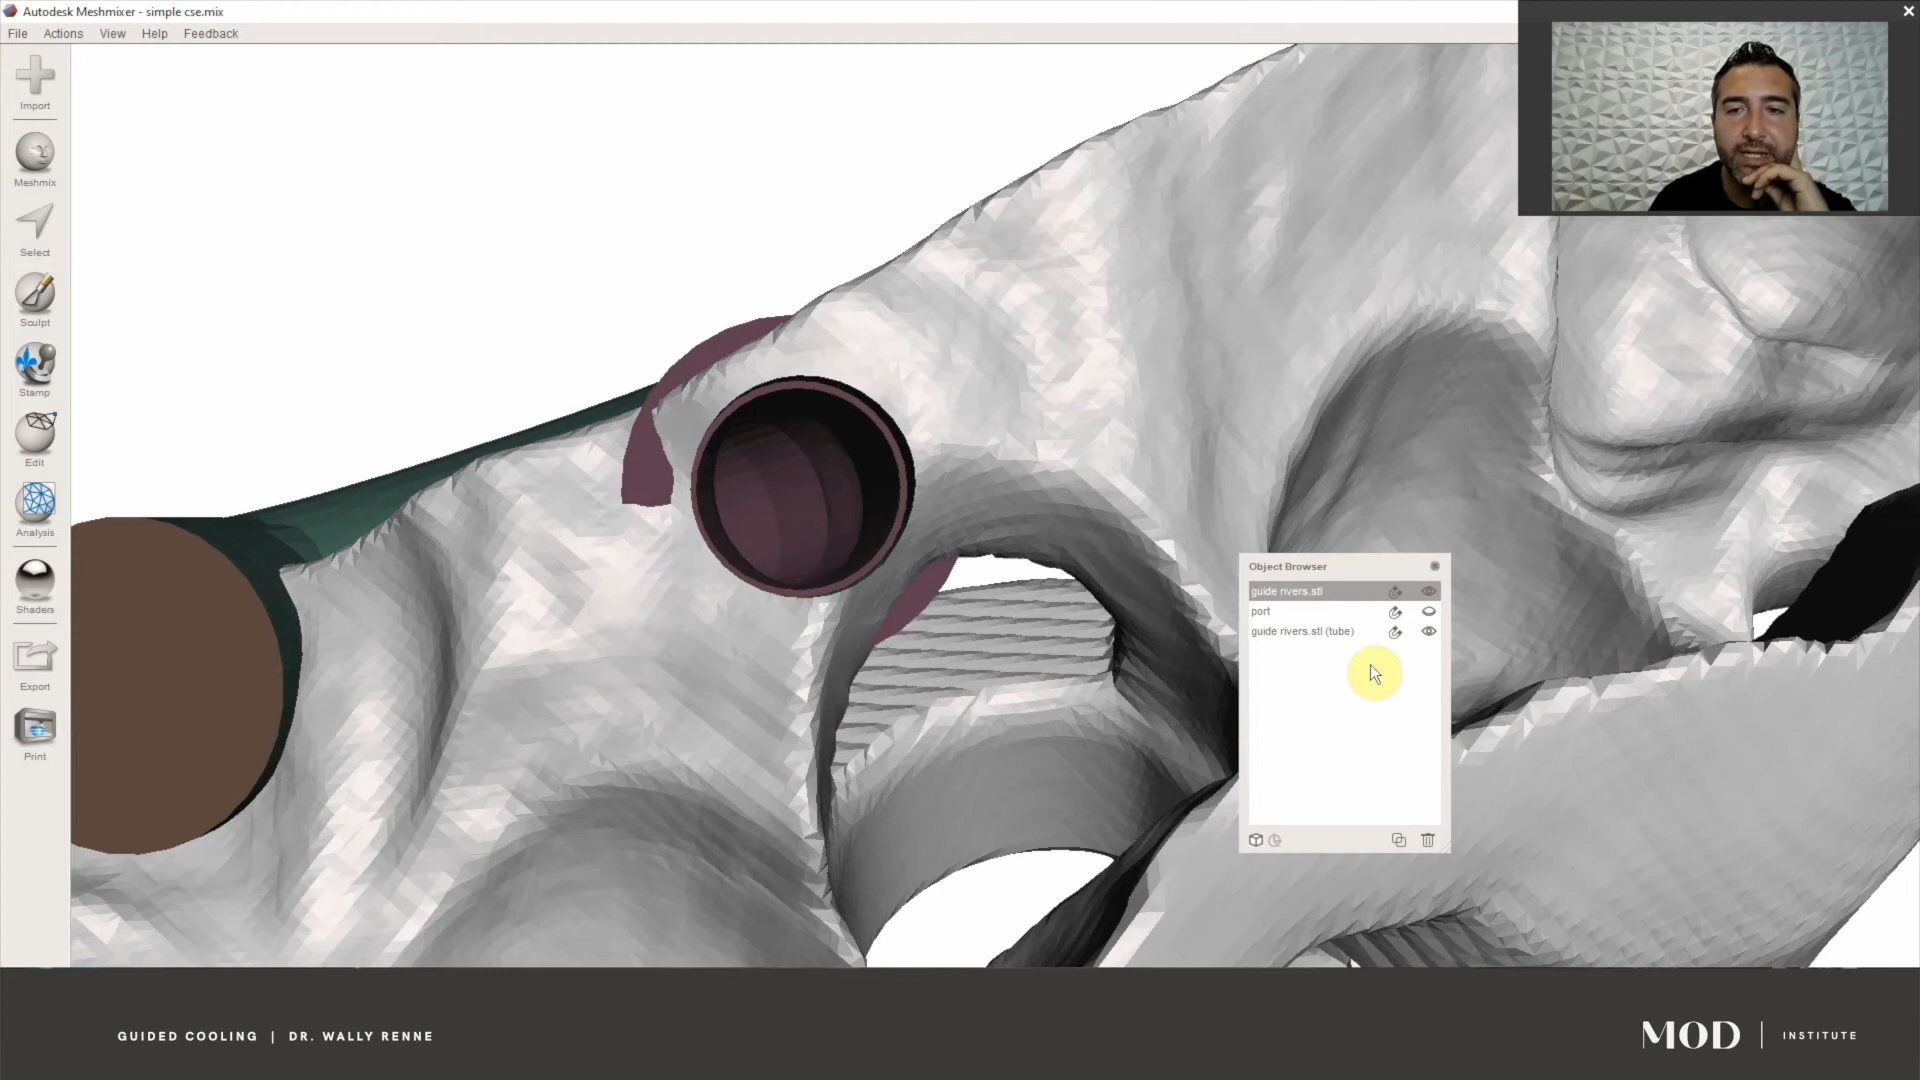 Autodesk Meshmixer - simple cse.mix
File Actions View Help Feedback
Import
Meshmix
Select
Sculpt
Stamp
Edit
Analysis
Shaders
Export
Print
Object Browser
guide rivers.stl
port
guide rivers.stl (tube)
GUIDED COOLING | DR. WALLY RENNE
MOD | INSTITUTE